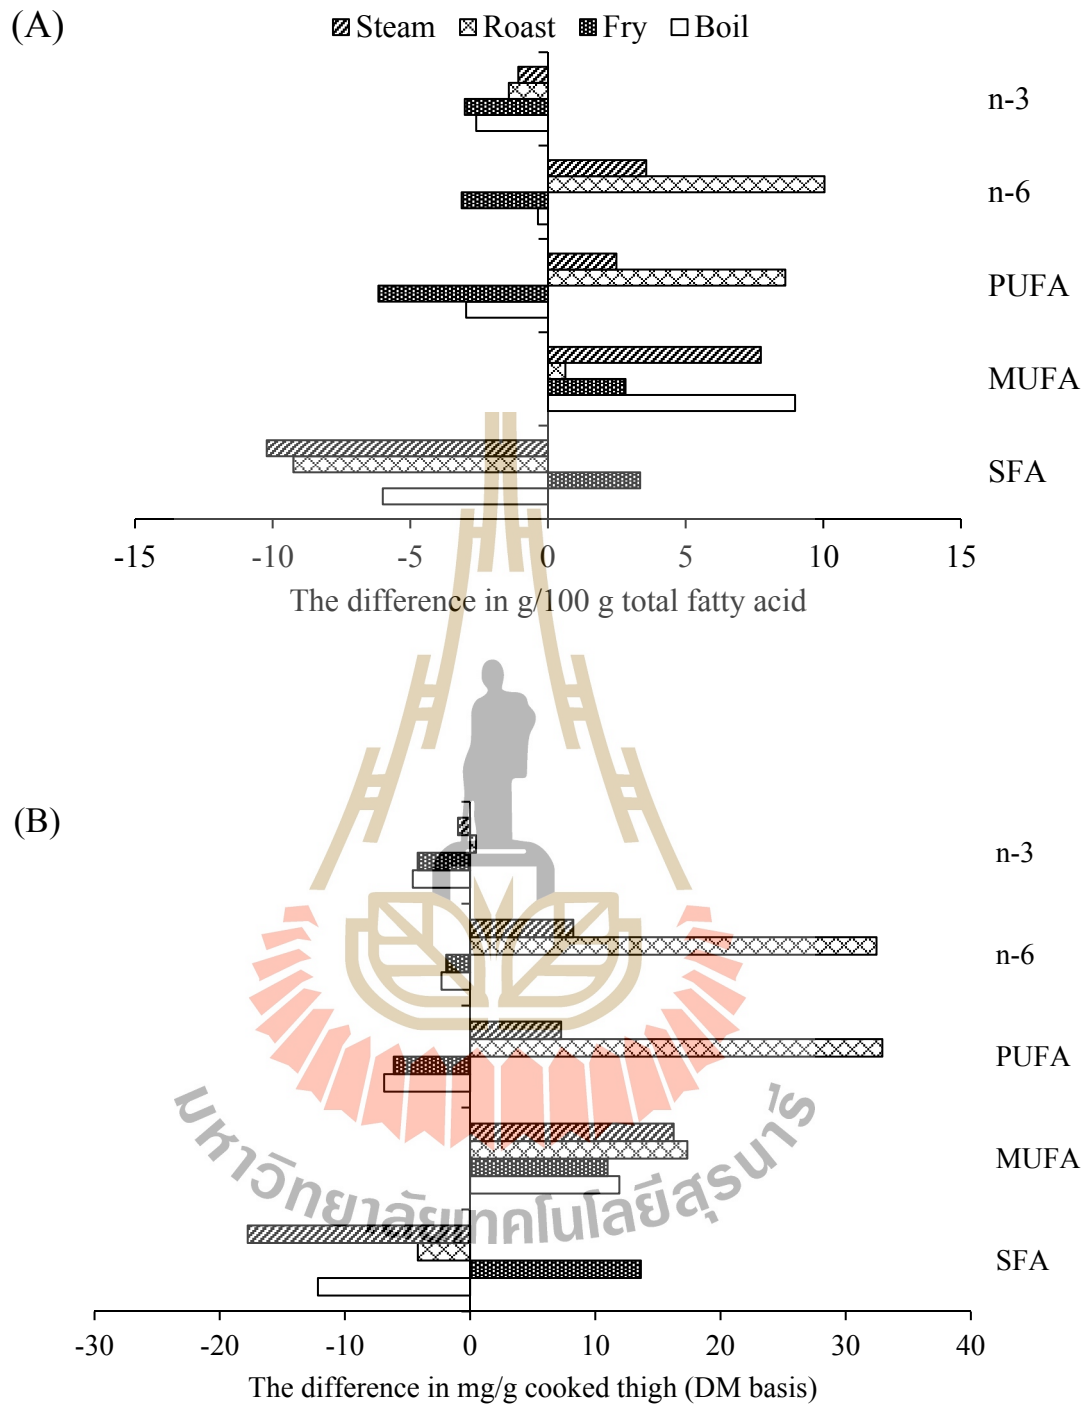 (A)
Steam Roast Fry Boil
n-3
n-6
PUFA
MUFA
SFA
-15 -10 -5 0 5 10 15
The difference in g/100 g total fatty acid
(B)
n-3
n-6
PUFA
MUFA
SFA
มหาวิทยาลัยเทคโนโลยีสุรนารี
-30 -20 -10 0 10 20 30 40
The difference in mg/g cooked thigh (DM basis)